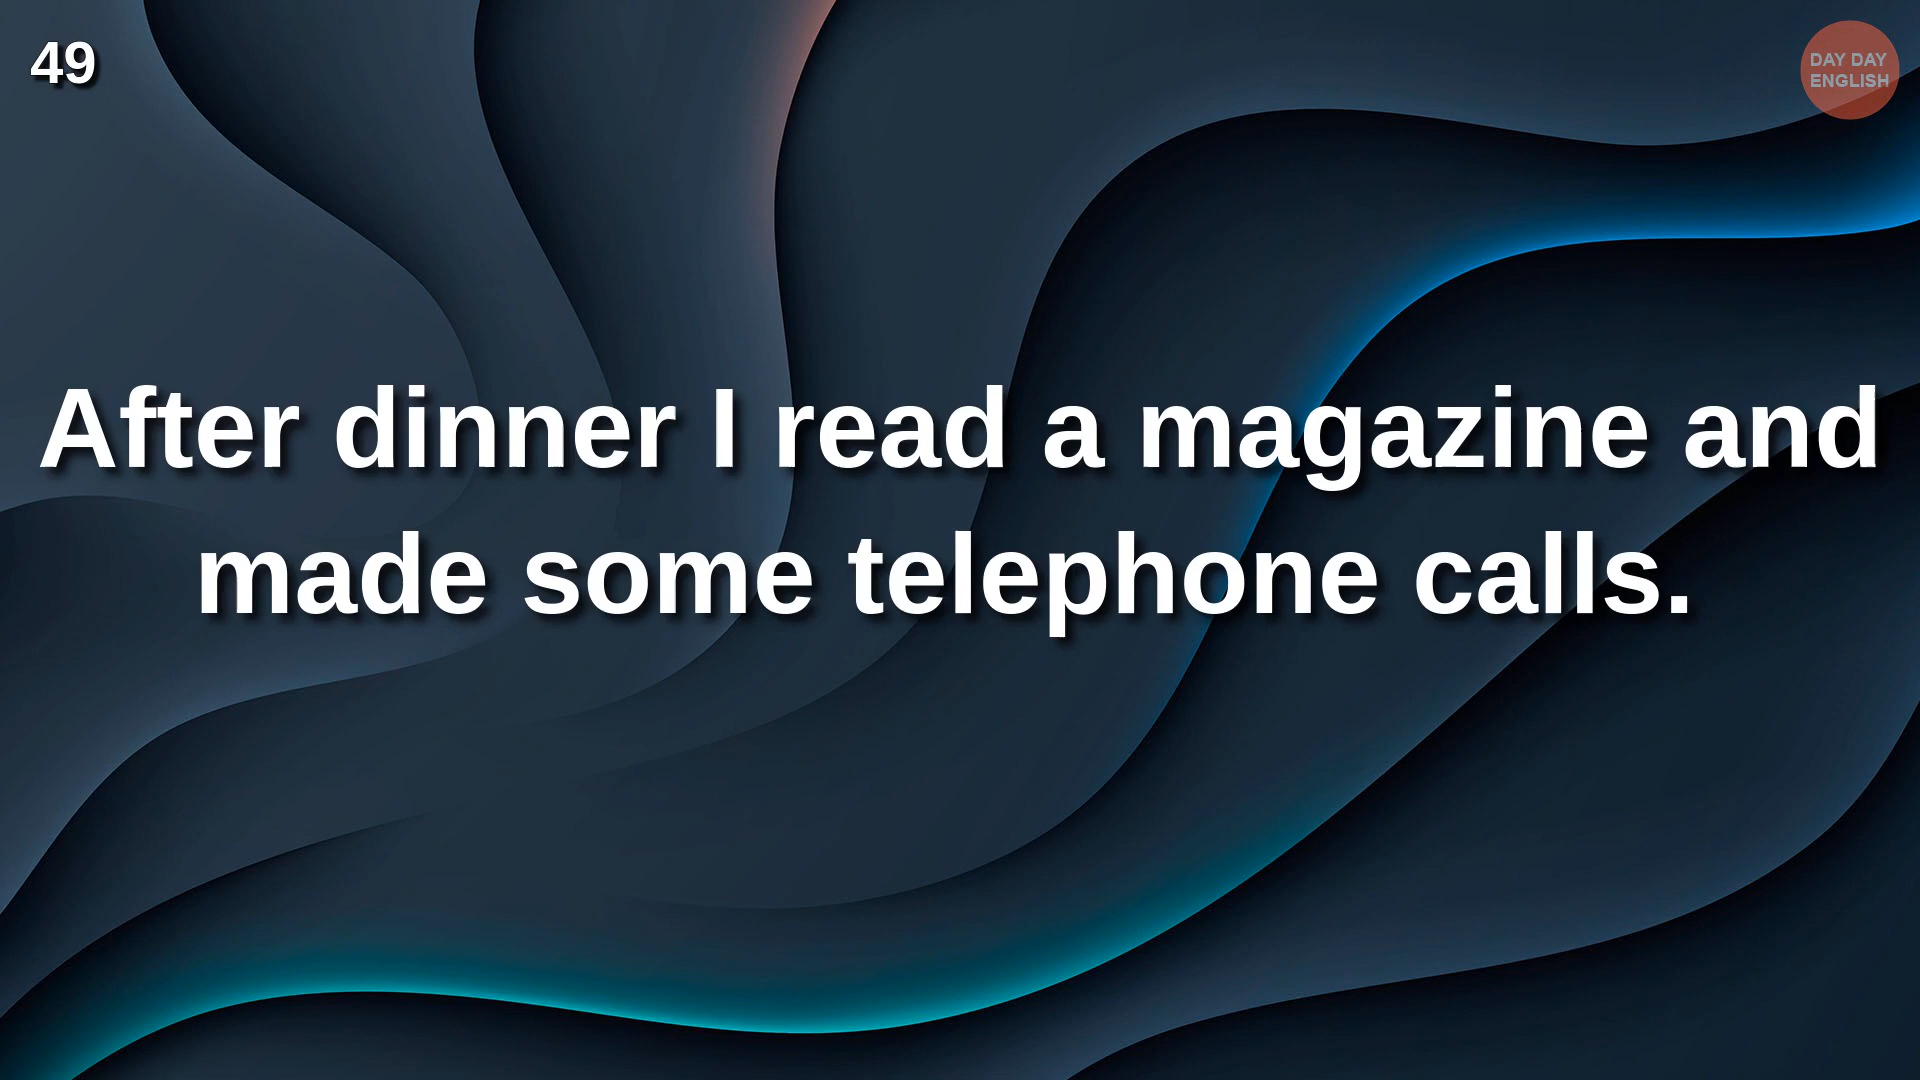 49
DAY DAY
ENGLISH
After dinner I read a magazine and
made some telephone calls.